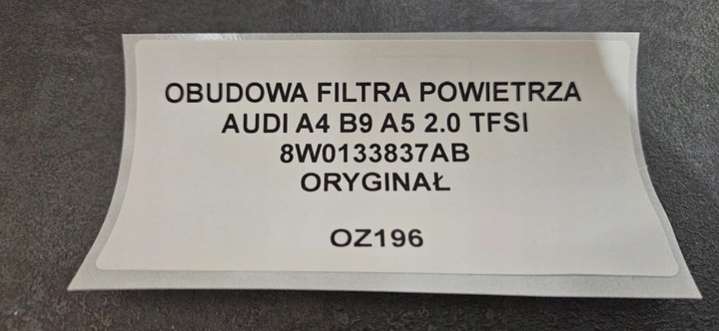 OBUDOWA FILTRA POWIETRZA
AUDI A4 B9 A5 2.0 TFSI
8W0133837AB
ORYGINAŁ
OZ196